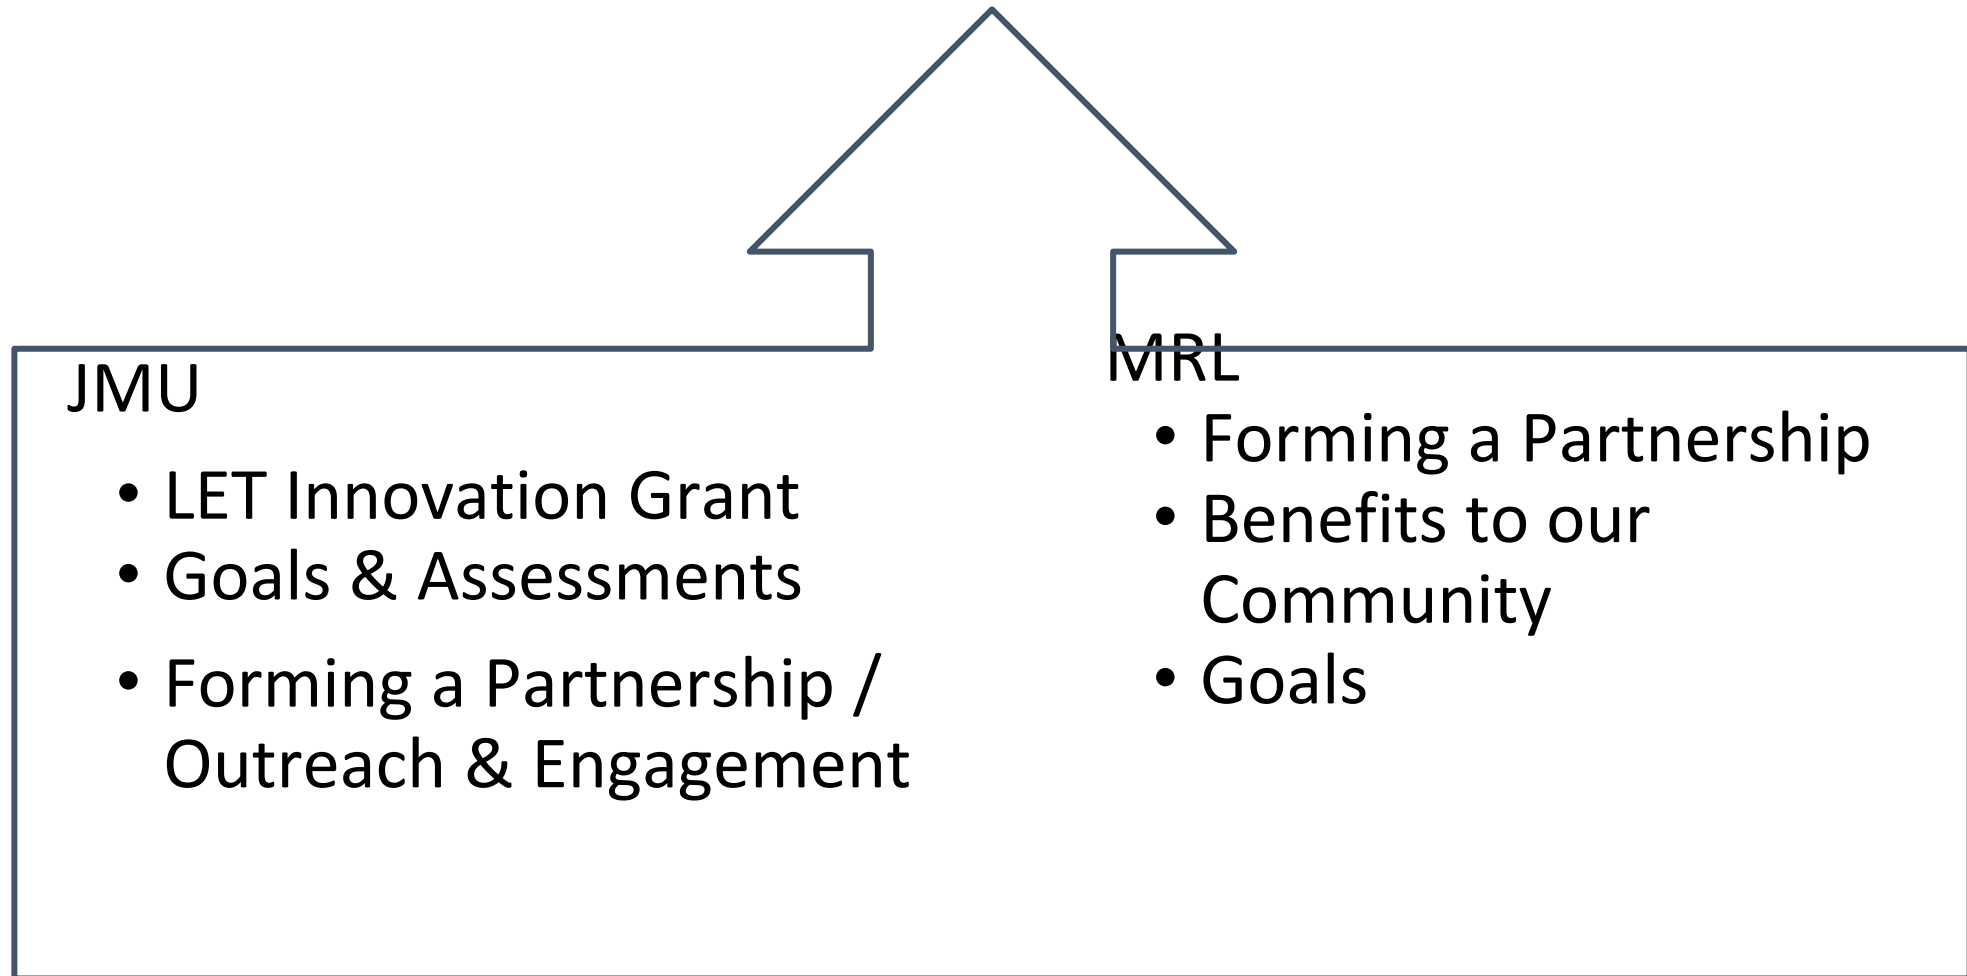 JMU
• LET Innovation Grant
• Goals & Assessments
• Forming a Partnership /
Outreach & Engagement
MRL
• Forming a Partnership
• Benefits to our
Community
• Goals